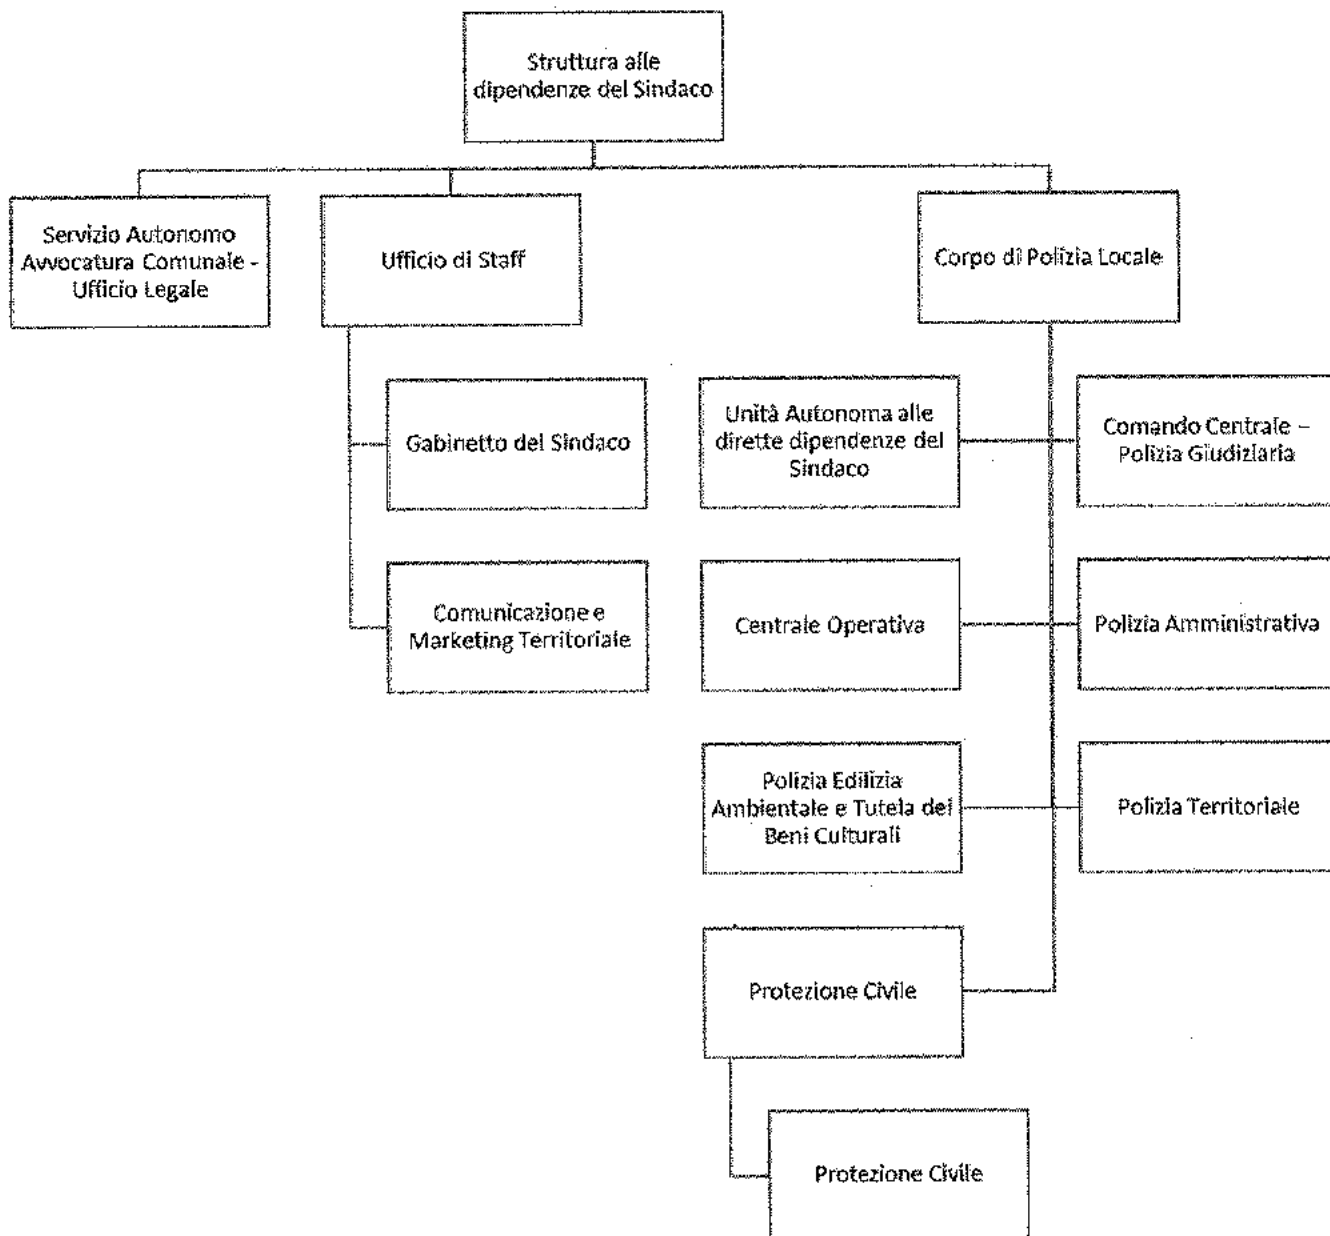 Struttura alle
dipendenze del Sindaco
Servizio Autonomo
Avvocatura Comunale -
Ufficio Legale
Ufficio di Staff
Corpo di Polizia Locale
Gabinetto del Sindaco
Unità Autonoma alle
dirette dipendenze del
Sindaco
Comando Centrale –
Polizia Giudiziaria
Comunicazione e
Marketing Territoriale
Centrale Operativa
Polizia Amministrativa
Polizia Edilizia
Ambientale e Tutela dei
Beni Culturali
Polizia Territoriale
Protezione Civile
Protezione Civile